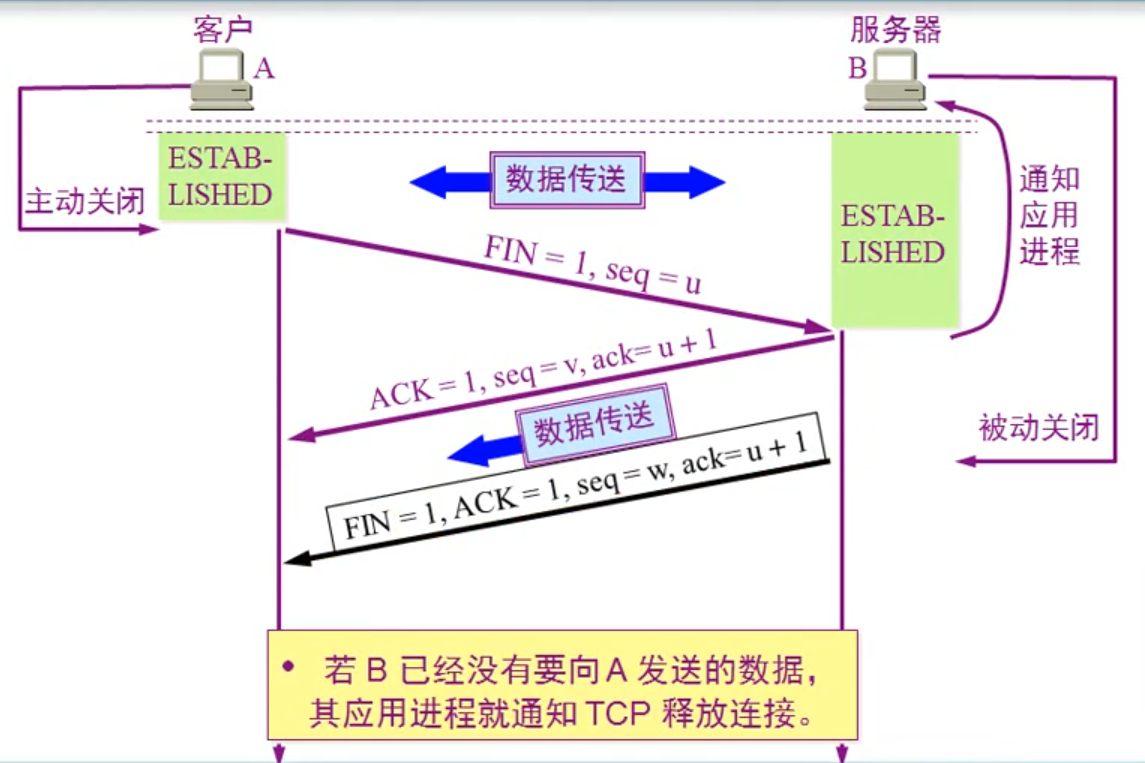 客户
A
服务器
B
ESTAB-
LISHED
数据传送
主动关闭
ESTAB-
LISHED
通知
应用
进程
FIN = 1, seq = u
ACK = 1, seq = v, ack= u + 1
数据传送
被动关闭
FIN = 1, ACK = 1, seq = w, ack= u + 1
• 若 B 已经没有要向 A 发送的数据，
其应用进程就通知 TCP 释放连接。